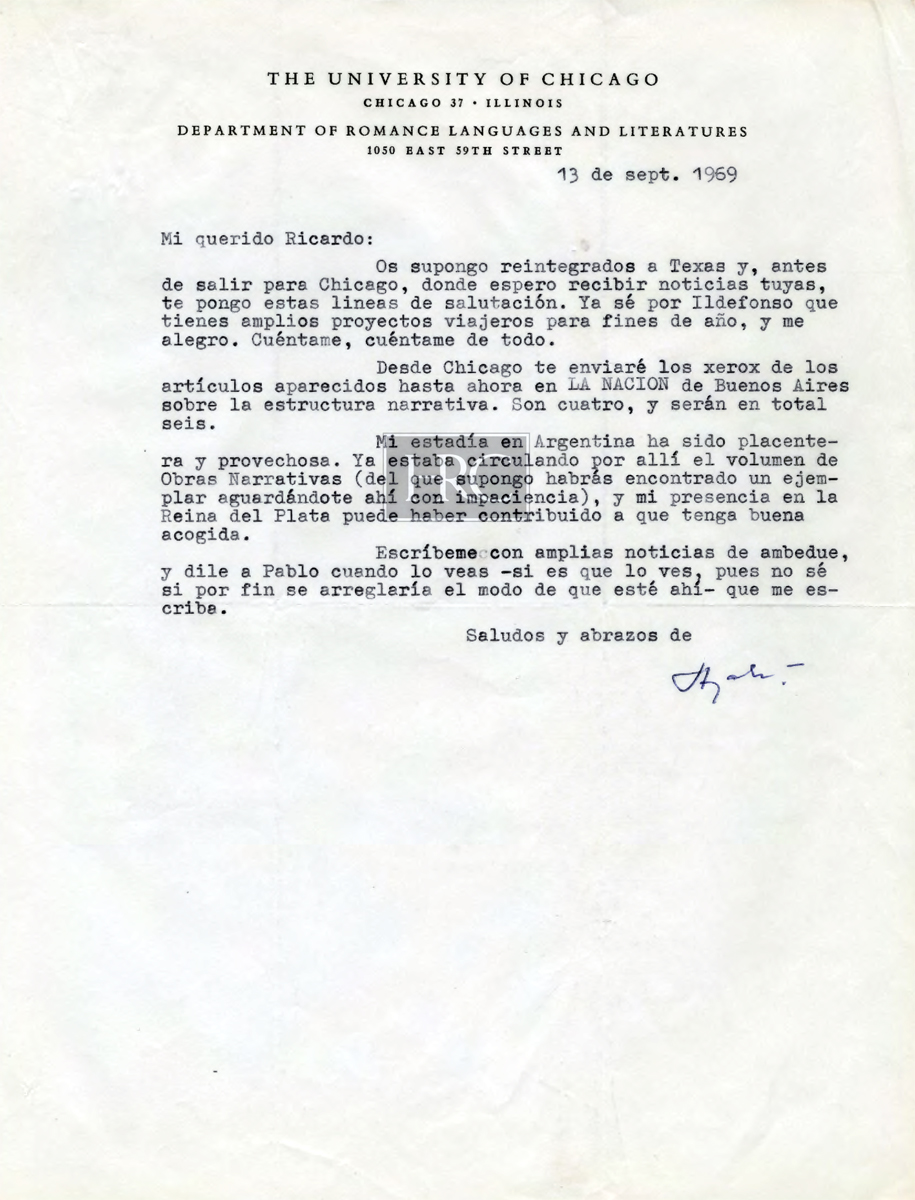 THE UNIVERSITY OF CHICAGO
CHICAGO 37 • ILLINOIS
DEPARTMENT OF ROMANCE LANGUAGES AND LITERATURES
1050 EAST 59TH STREET
13 de sept. 1969
Mi querido Ricardo:
Os supongo reintegrados a Texas y, antes
de salir para Chicago, donde espero recibir noticias tuyas,
te pongo estas lineas de salutación. Ya sé por Ildefonso que
tienes amplios proyectos viajeros para fines de año, y me
alegro. Cuéntame, cuéntame de todo.
Desde Chicago te enviaré los xerox de los
artículos aparecidos hasta ahora en LA NACION de Buenos Aires
sobre la estructura narrativa. Son cuatro, y serán en total
seis.
Mi estadía en Argentina ha sido placente-
ra y provechosa. Ya estaba circulando por allí el volumen de
Obras Narrativas (del que supongo habrás encontrado un ejem-
plar aguardándote ahí con impaciencia), y mi presencia en la
Reina del Plata puede haber contribuido a que tenga buena
acogida.
Escríbeme con amplias noticias de ambedue,
y dile a Pablo cuando lo veas -si es que lo ves, pues no sé
si por fin se arreglaría el modo de que esté ahí- que me es-
criba.
Saludos y abrazos de
Ayala